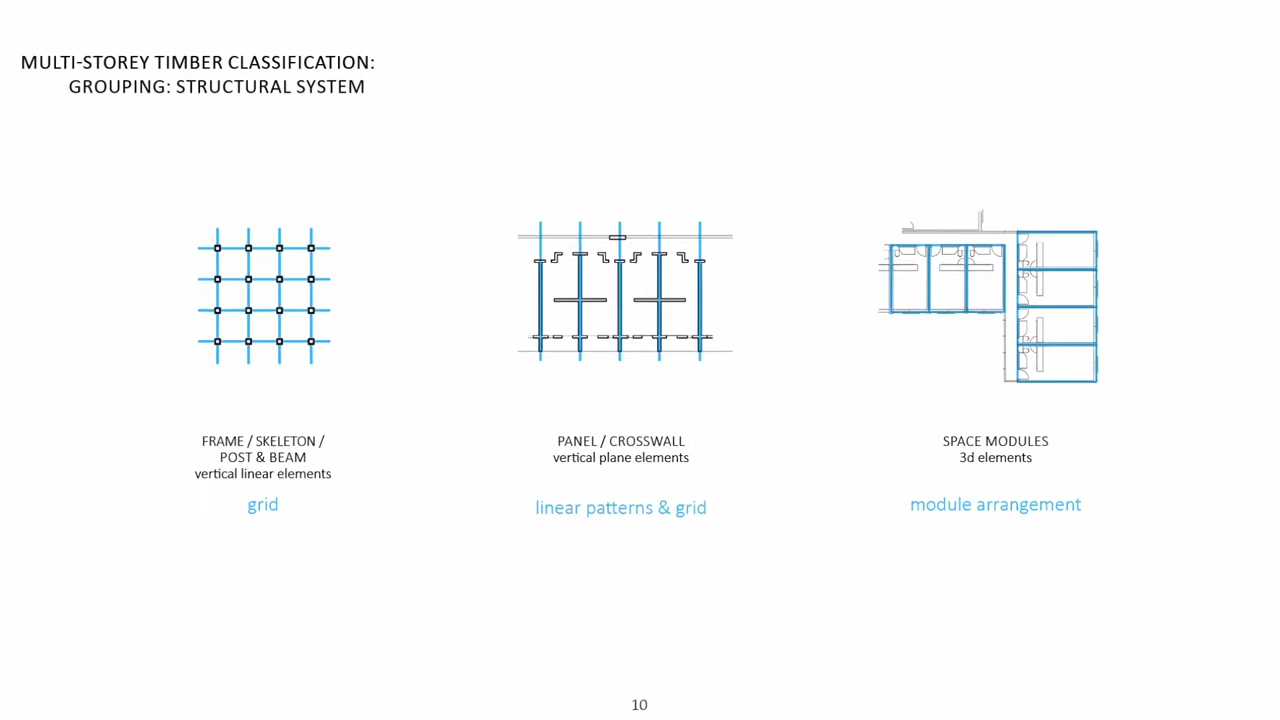 MULTI-STOREY TIMBER CLASSIFICATION:
GROUPING: STRUCTURAL SYSTEM
FRAME / SKELETON /
POST & BEAM
vertical linear elements
grid
PANEL / CROSSWALL
vertical plane elements
linear patterns & grid
SPACE MODULES
3d elements
module arrangement
10